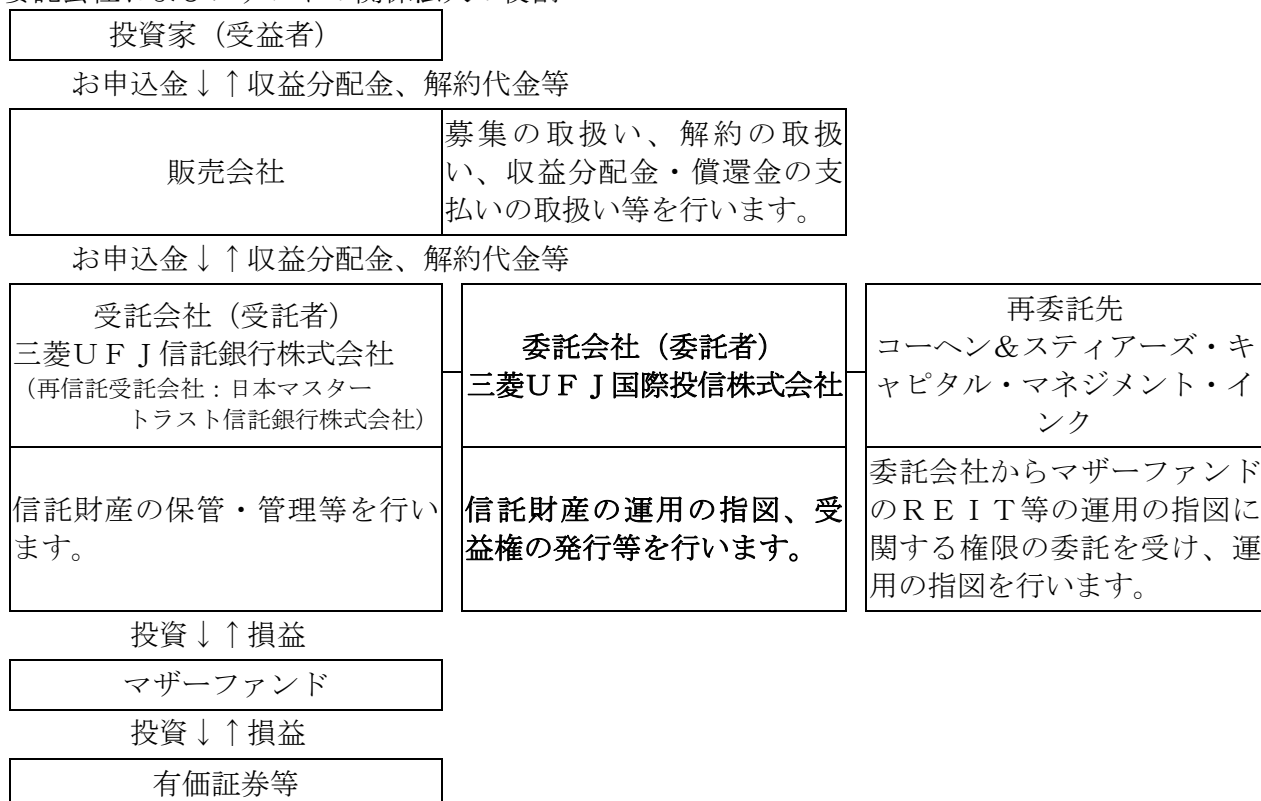 投資家（受益者）
お申込金↓↑収益分配金、解約代金等
販売会社
募集の取扱い、解約の取扱
い、収益分配金・償還金の支
払いの取扱い等を行います。
お申込金↓↑収益分配金、解約代金等
受託会社（受託者）
三菱ＵＦＪ信託銀行株式会社
（再信託受託会社：日本マスター
トラスト信託銀行株式会社）
委託会社（委託者）
三菱ＵＦＪ国際投信株式会社
再委託先
コーヘン＆スティアーズ・キ
ャピタル・マネジメント・イ
ンク
信託財産の保管・管理等を行い
ます。
信託財産の運用の指図、受
益権の発行等を行います。
委託会社からマザーファンド
のＲＥＩＴ等の運用の指図に
関する権限の委託を受け、運
用の指図を行います。
投資↓↑損益
マザーファンド
投資↓↑損益
有価証券等